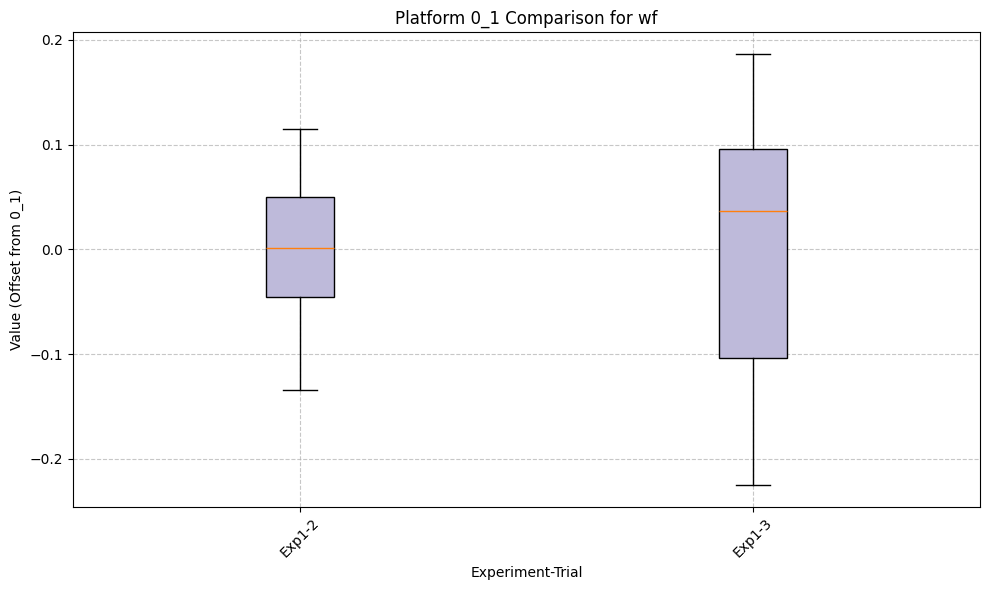 Platform 0_1 Comparison for wf
Value (Offset from 0_1)
0.2
0.1
0.0
−0.1
−0.2
Exp1-2
Exp1-3
Experiment-Trial